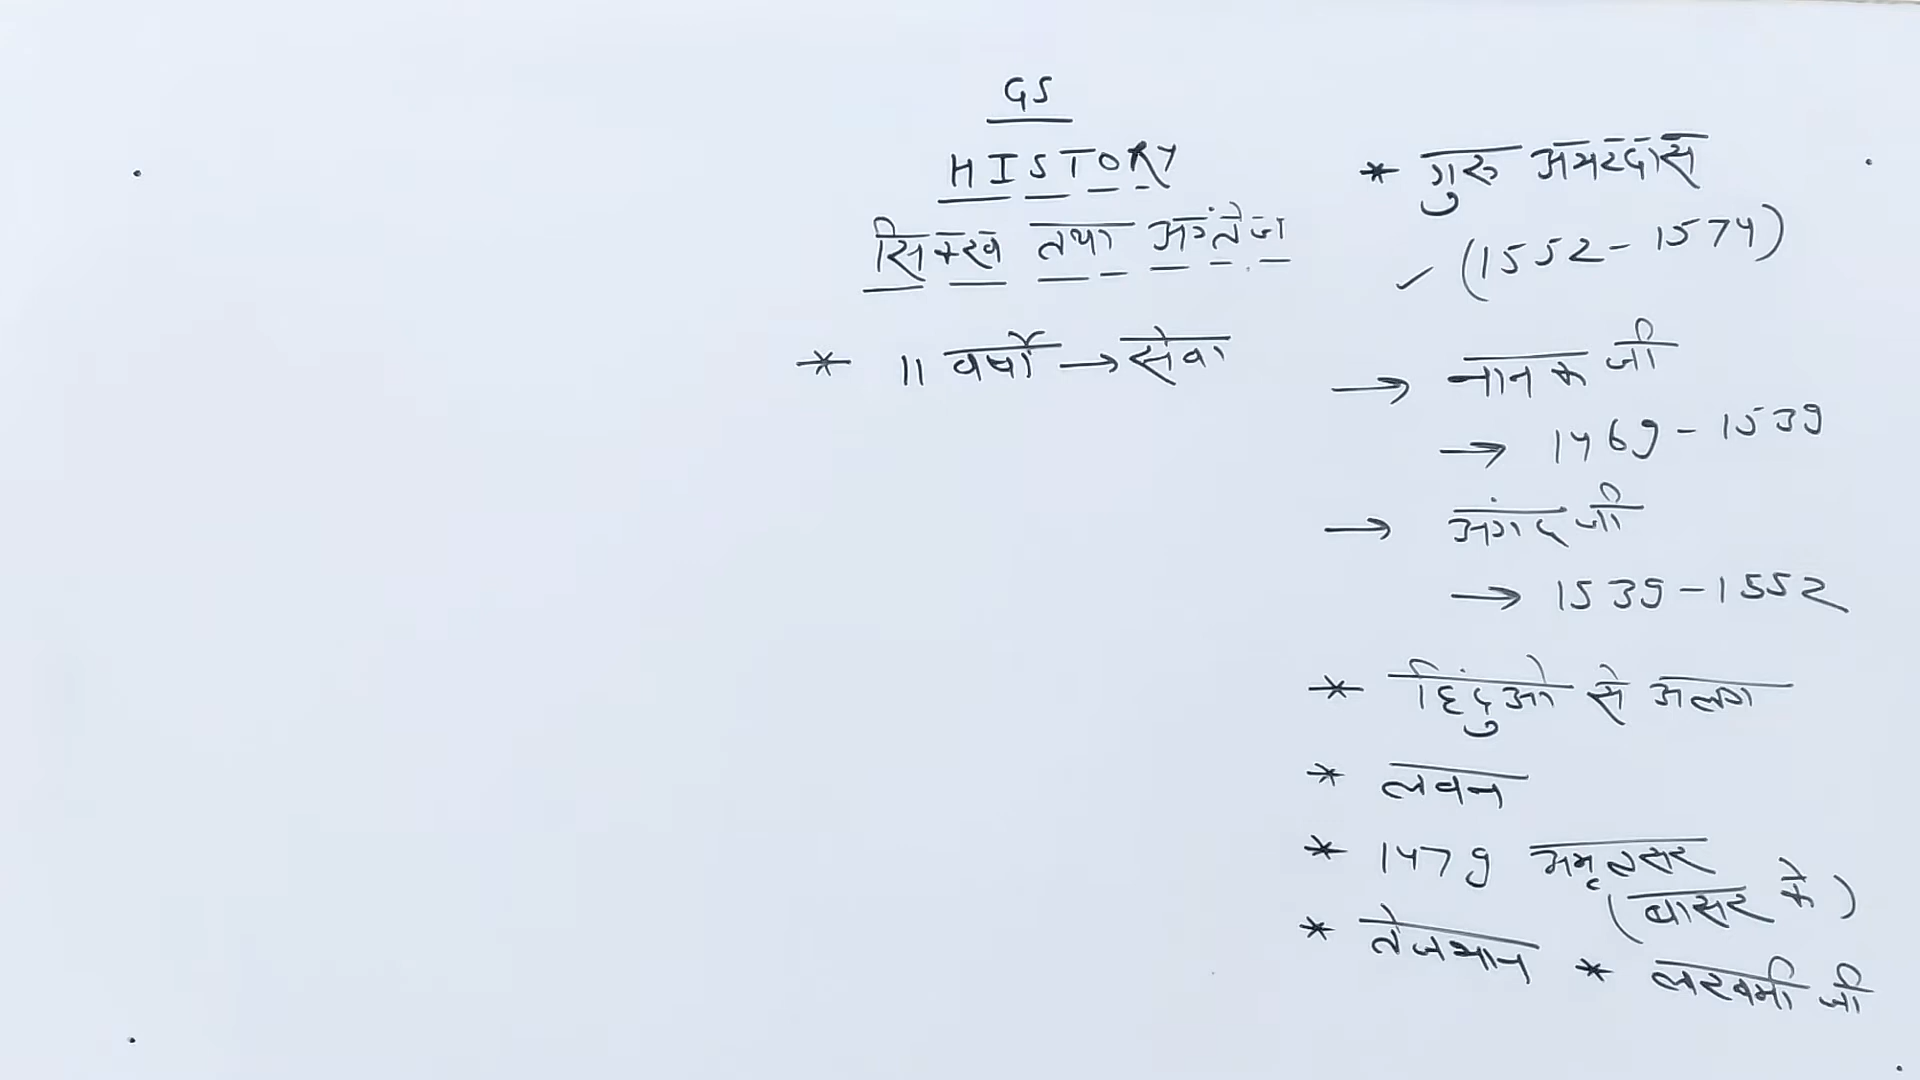 GS
HISTORY
सिक्ख तथा अंग्रेज
* 11 वर्षो → सेवा
* गुरु अमरदास
(1552 - 1574)
→ नानक जी
→ 1469 - 1539
→ अंगद जी
→ 1539 - 1552
* हिंदुओ से अलग
* लवन
* 1479 अमृतसर
(बासर के)
* तेजभान * लखमी जी